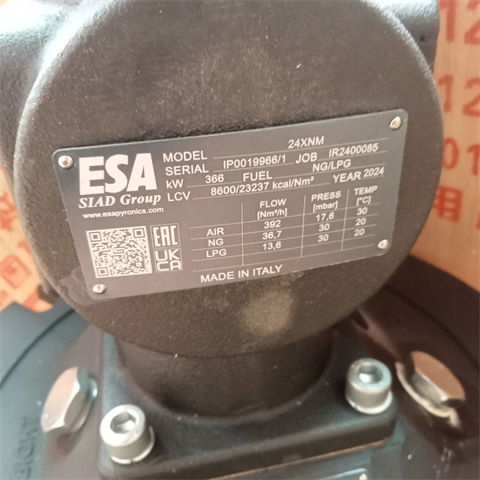 ESA
SIAD Group
www.esapyronics.com
MODEL 24XNM
SERIAL IP0019966/1 JOB IR2400085
kW 366 FUEL NG/LPG
LCV 8600/23237 kcal/Nm³ YEAR 2024
FLOW PRESS TEMP
[Nm³/h] [mbar] [°C]
AIR 392 17,6 30
NG 36,7 30 20
LPG 13,6 30 20
EAC
UK
CA
MADE IN ITALY
用